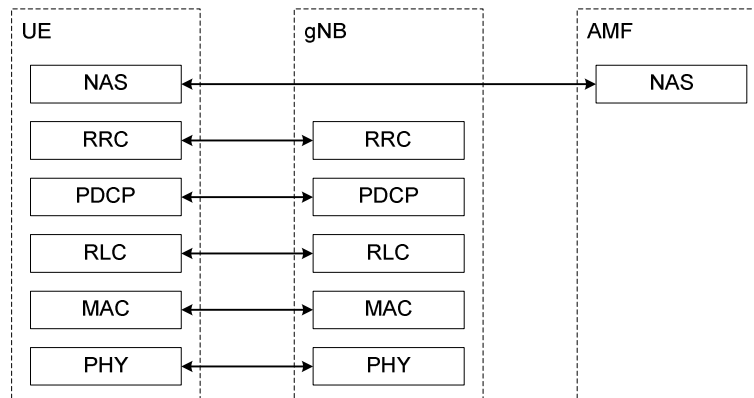 UE
gNB
AMF
NAS
NAS
RRC
RRC
PDCP
PDCP
RLC
RLC
MAC
MAC
PHY
PHY